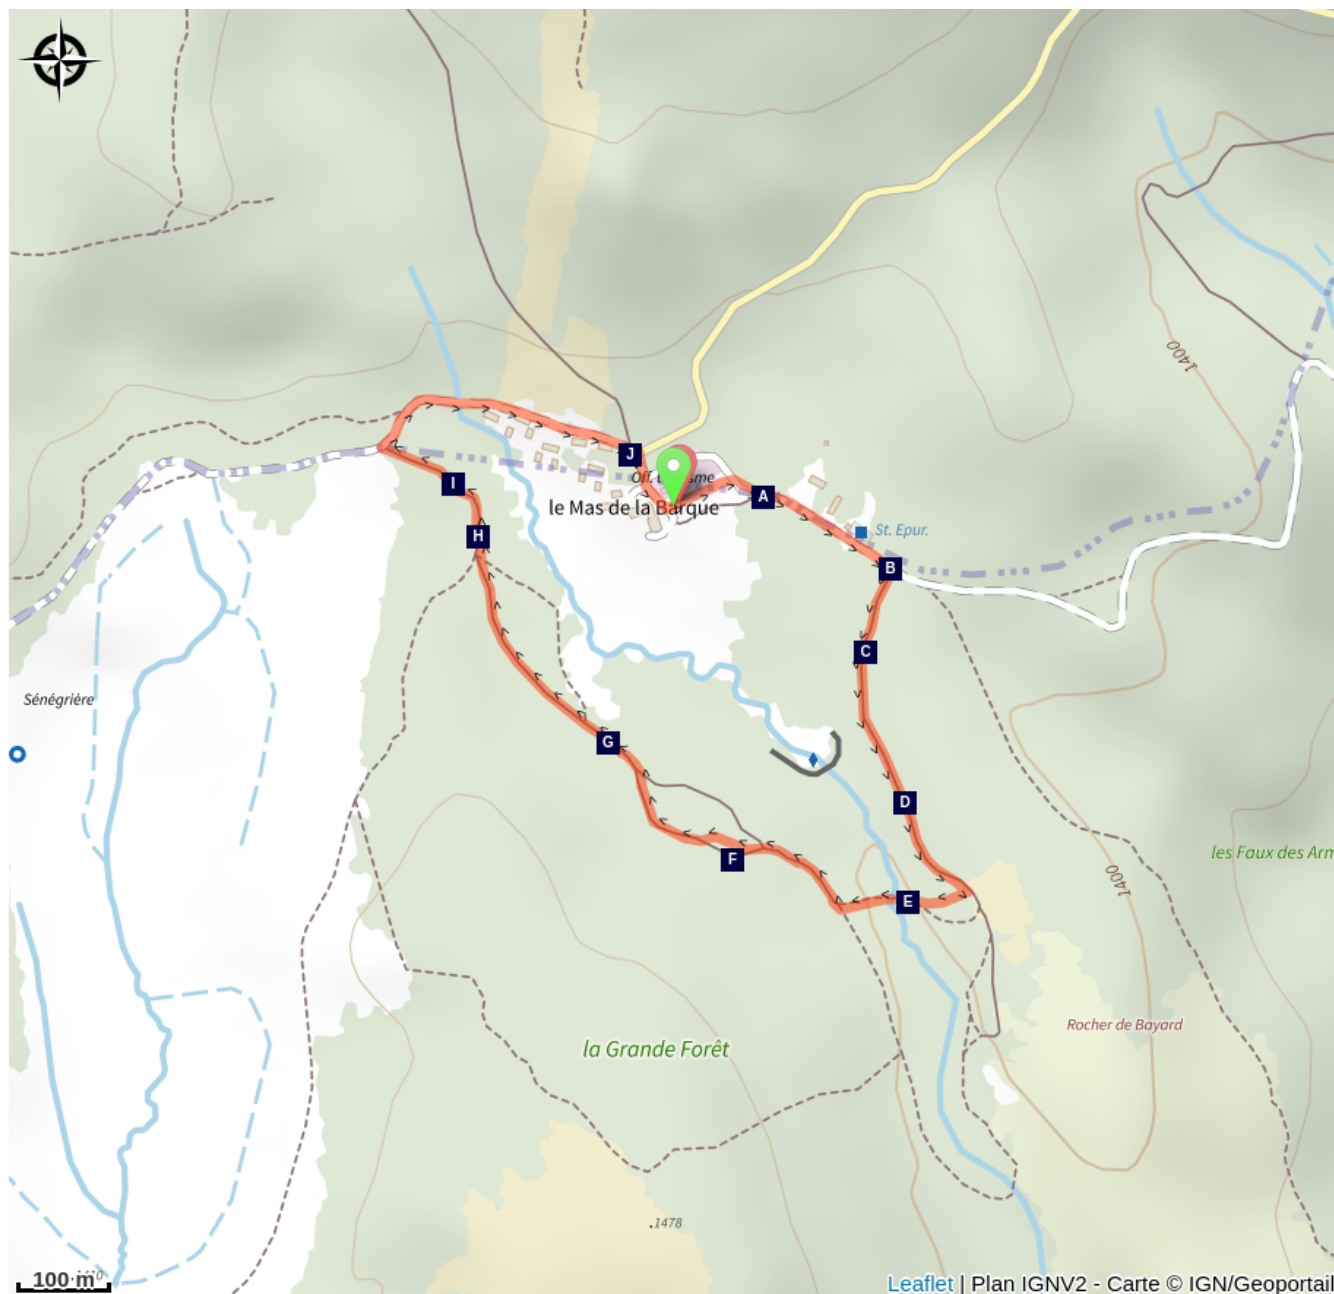 1400
J
Off.
A
le Mas de la Barque
I
St. Epur.
H
B
C
Sénégrière
G
D
les Faux des Arm
F
1400
E
Rocher de Bayard
la Grande Forêt
.1478
100 m
Leaflet | Plan IGNV2 - Carte © IGN/Geoportail